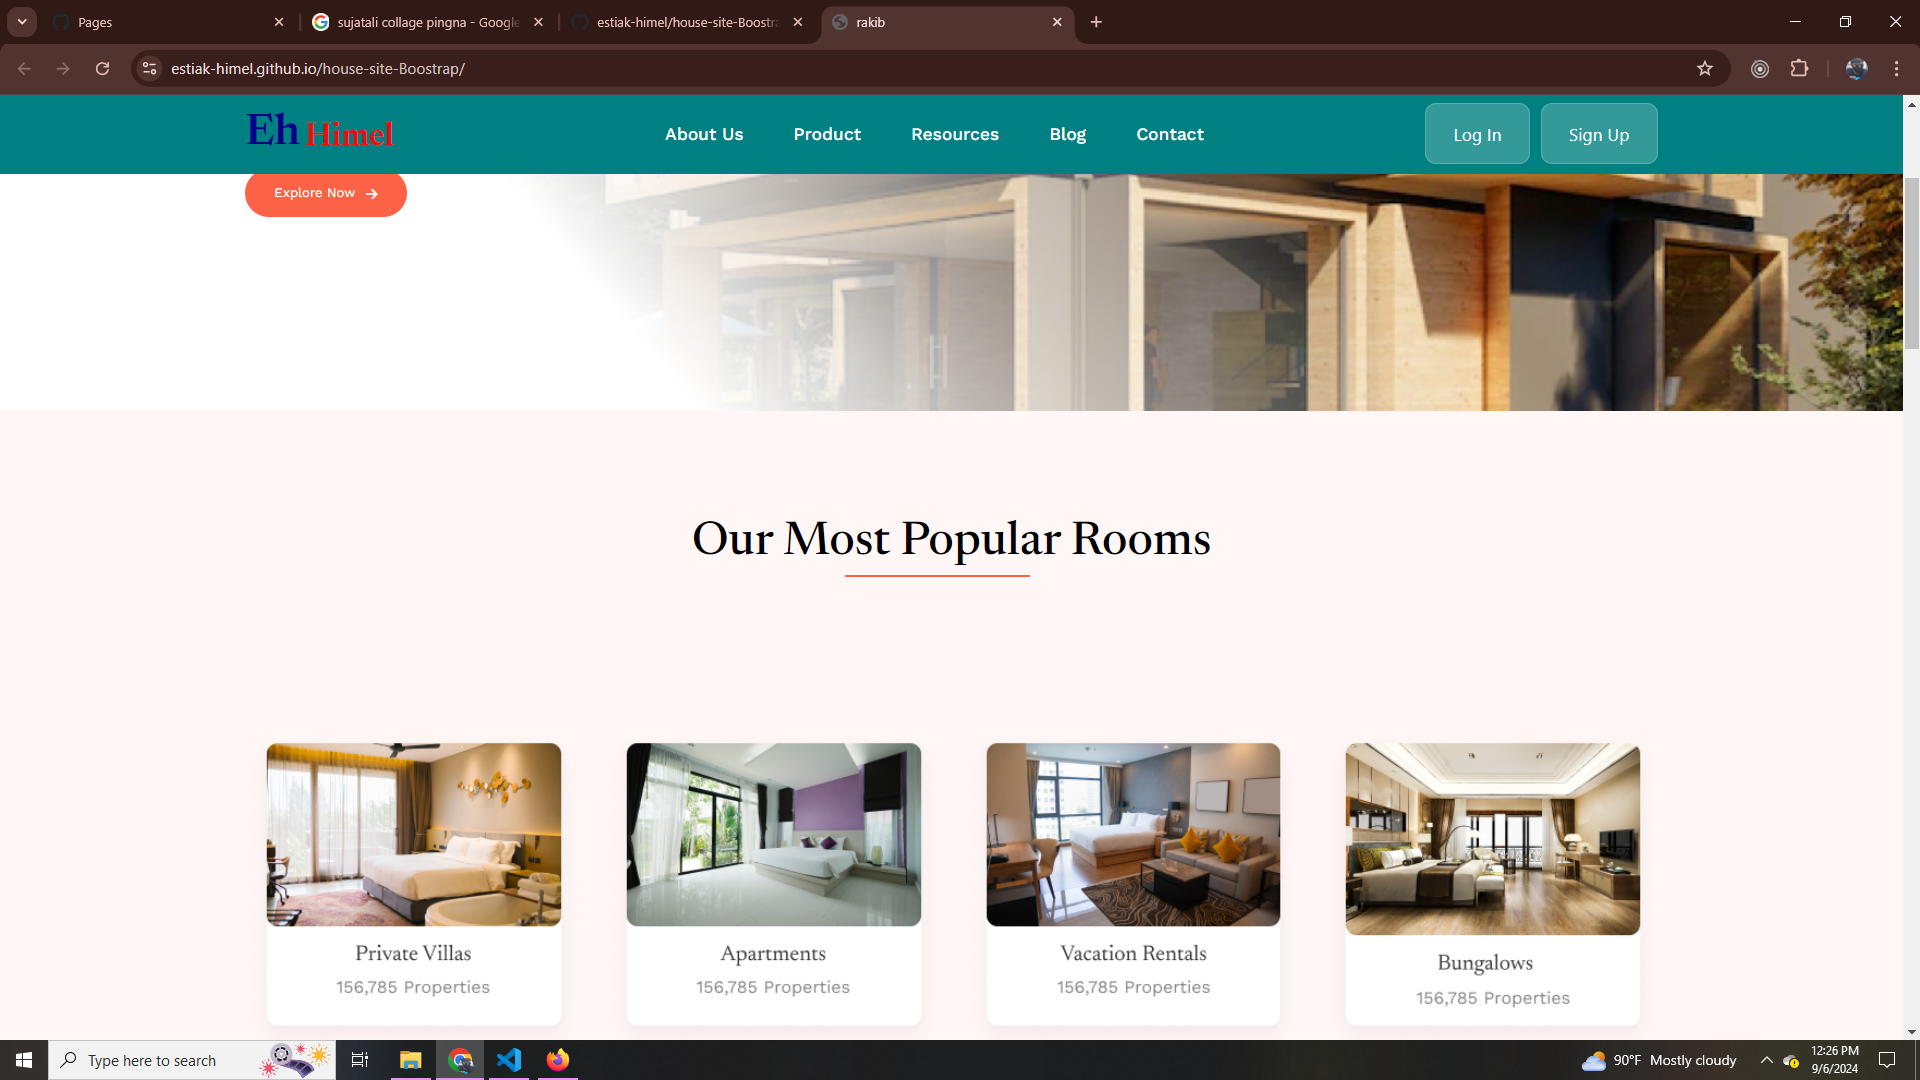 Pages
sujatali collage pingna - Google
estiak-himel/house-site-Boostra
rakib
estiak-himel.github.io/house-site-Boostrap/
Eh Himel
About Us
Product
Resources
Blog
Contact
Log In
Sign Up
Explore Now
Our Most Popular Rooms
Private Villas
156,785 Properties
Apartments
156,785 Properties
Vacation Rentals
156,785 Properties
Bungalows
156,785 Properties
Type here to search
90°F Mostly cloudy
12:26 PM
9/6/2024